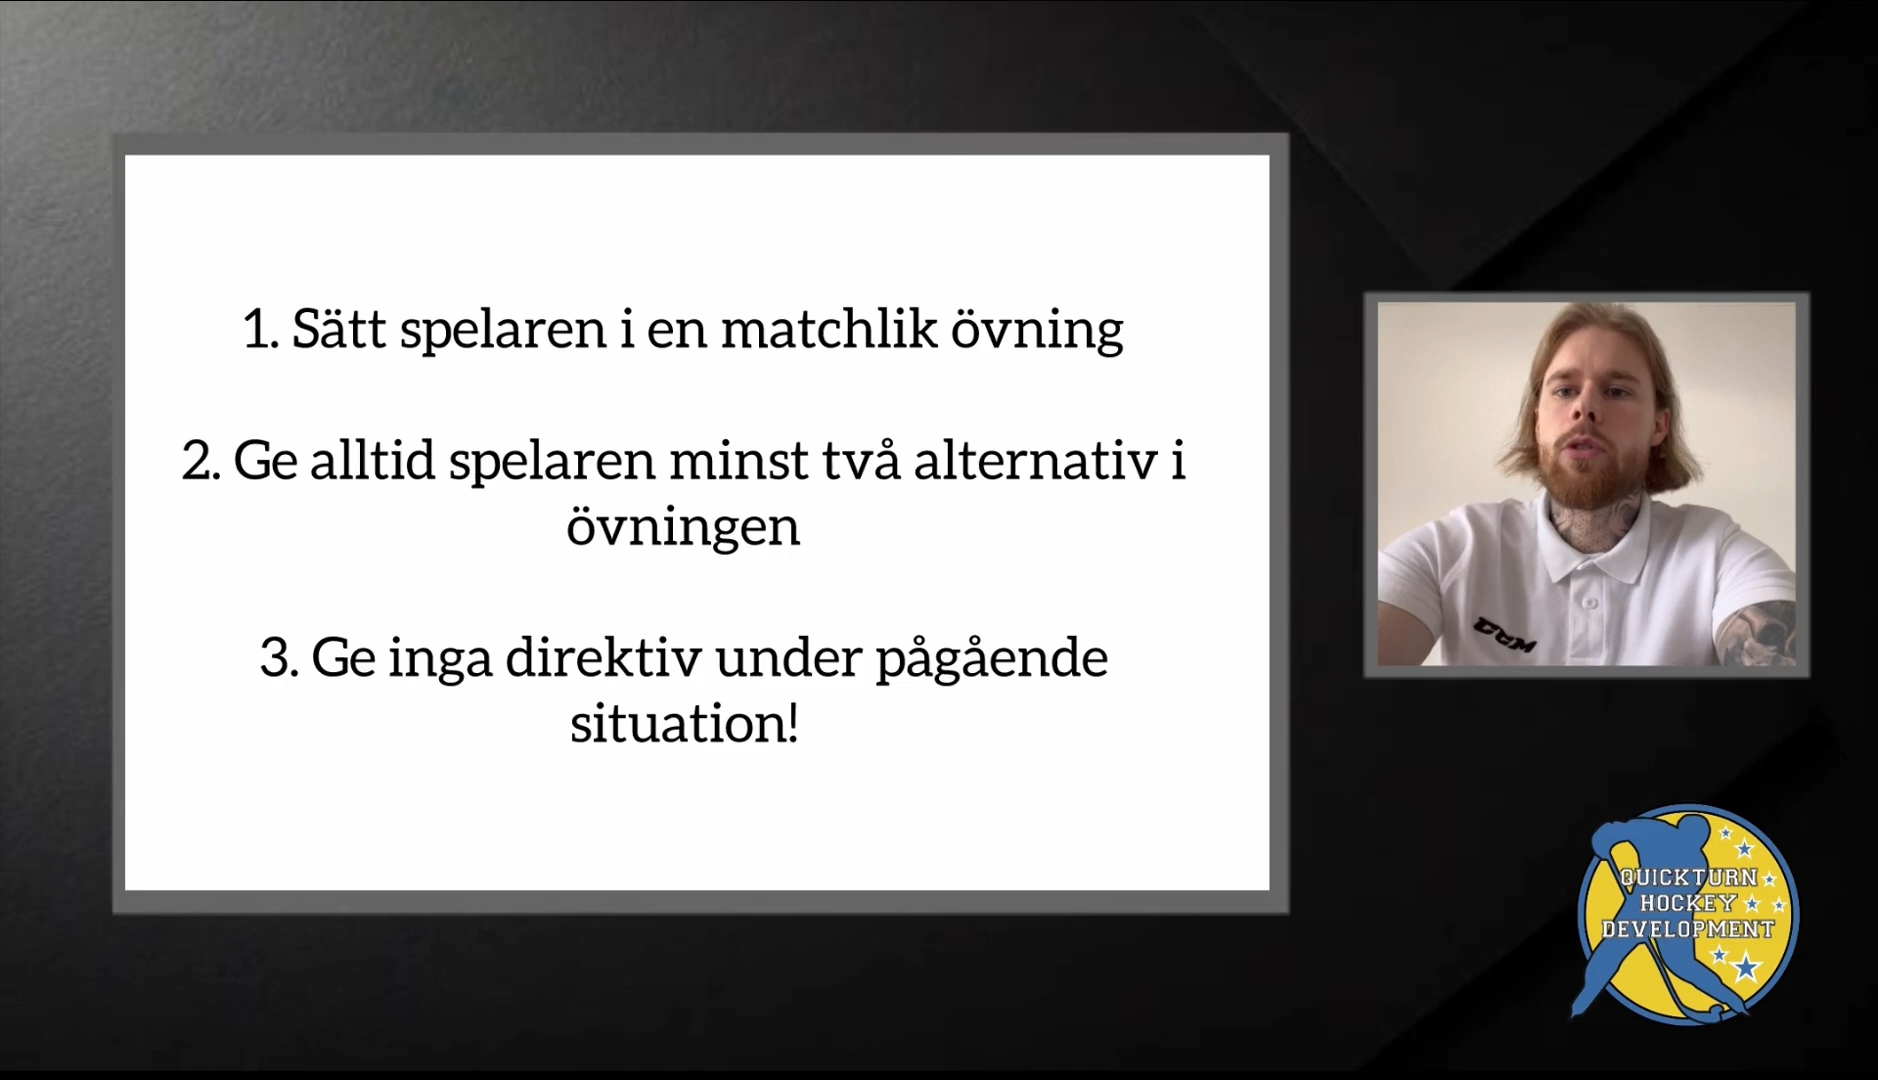 1. Sätt spelaren i en matchlik övning
2. Ge alltid spelaren minst två alternativ i
övningen
3. Ge inga direktiv under pågående
situation!
CCM
QUICKTURN
HOCKEY
DEVELOPMENT